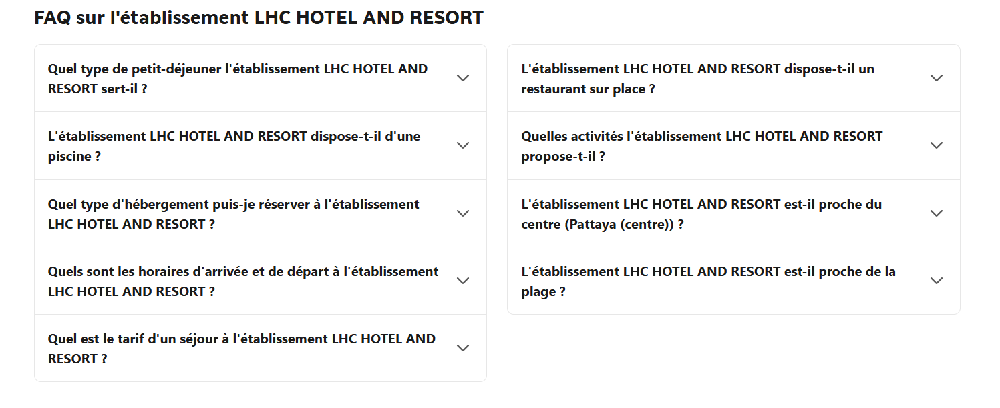 FAQ sur l'établissement LHC HOTEL AND RESORT
Quel type de petit-déjeuner l'établissement LHC HOTEL AND
RESORT sert-il ?
L'établissement LHC HOTEL AND RESORT dispose-t-il d'une
piscine ?
Quel type d'hébergement puis-je réserver à l'établissement
LHC HOTEL AND RESORT ?
Quels sont les horaires d'arrivée et de départ à l'établissement
LHC HOTEL AND RESORT ?
Quel est le tarif d'un séjour à l'établissement LHC HOTEL AND
RESORT ?
L'établissement LHC HOTEL AND RESORT dispose-t-il un
restaurant sur place ?
Quelles activités l'établissement LHC HOTEL AND RESORT
propose-t-il ?
L'établissement LHC HOTEL AND RESORT est-il proche du
centre (Pattaya (centre)) ?
L'établissement LHC HOTEL AND RESORT est-il proche de la
plage ?